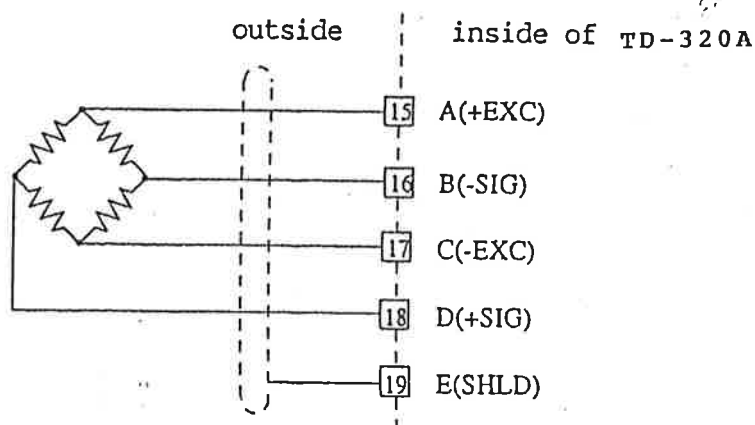 outside inside of TD-320A
15 A(+EXC)
16 B(-SIG)
17 C(-EXC)
18 D(+SIG)
19 E(SHLD)